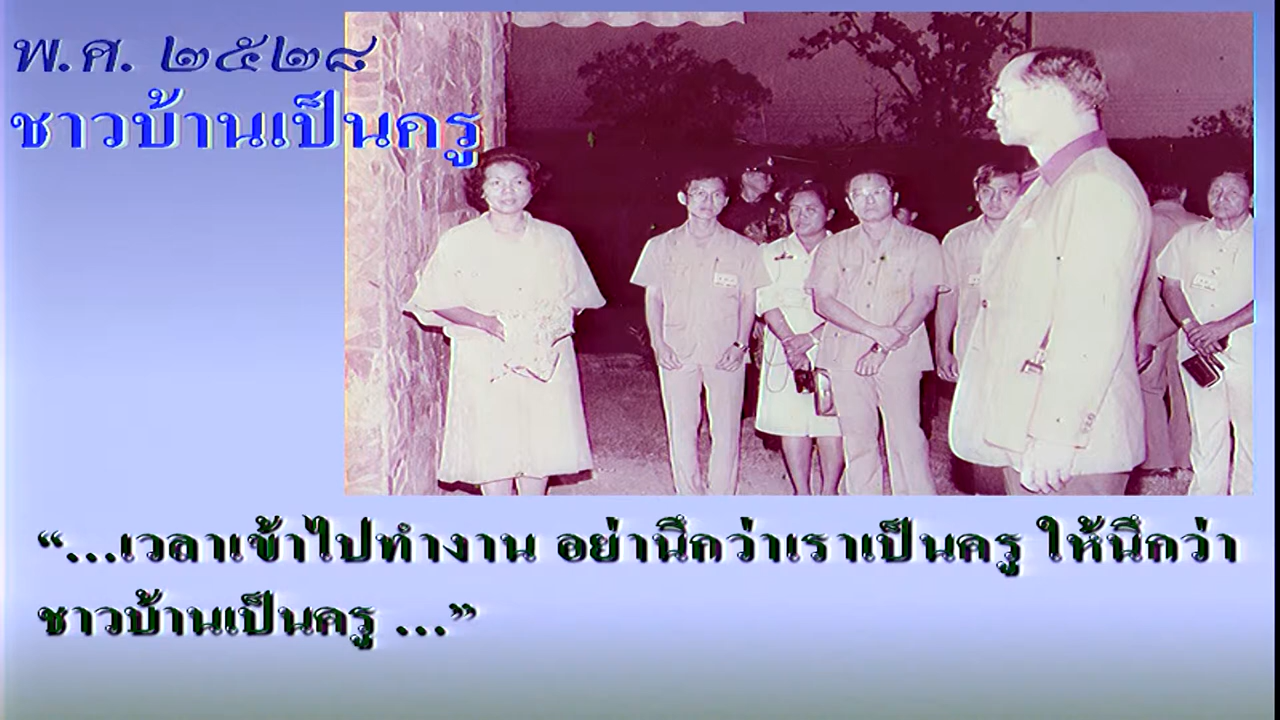 พ.ศ. ๒๕๒๘
ชาวบ้านเป็นครู
“...เวลาเข้าไปทำงาน อย่านึกว่าเราเป็นครู ให้นึกว่า
ชาวบ้านเป็นครู ...”